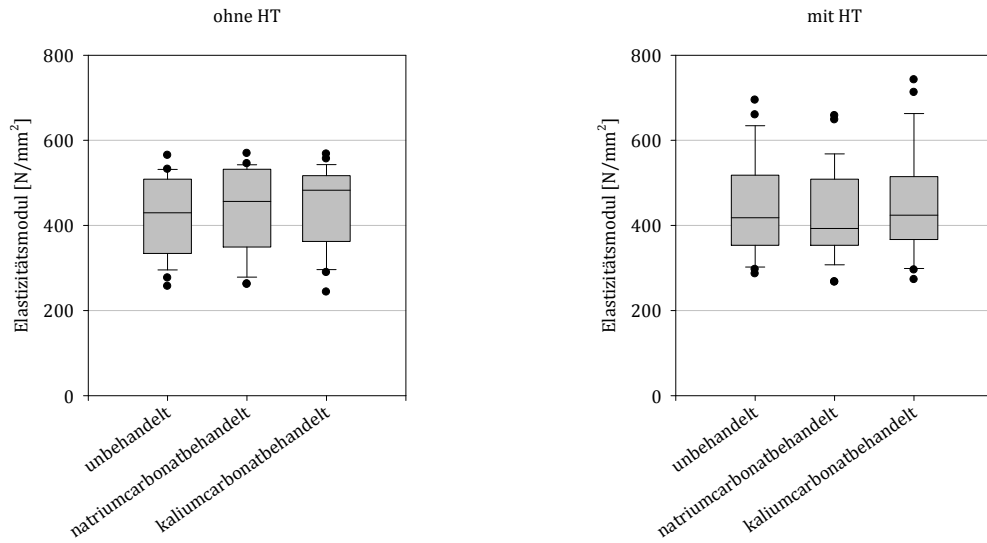 ohne HT
Elastizitätsmodul [N/mm²]
800
600
400
200
0
unbehandelt
natriumcarbonatbehandelt
kaliumcarbonatbehandelt
mit HT
Elastizitätsmodul [N/mm²]
800
600
400
200
0
unbehandelt
natriumcarbonatbehandelt
kaliumcarbonatbehandelt